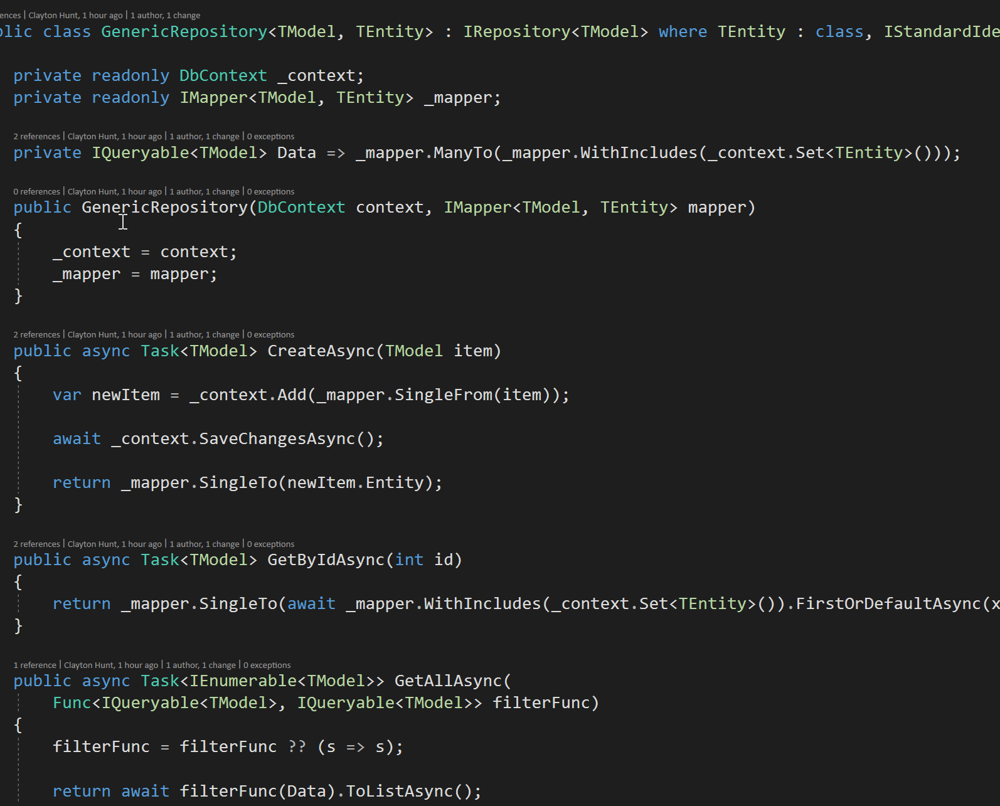 ences | Clayton Hunt, 1 hour ago | 1 author, 1 change
blic class GenericRepository<TModel, TEntity> : IRepository<TModel> where TEntity : class, IStandardIde
private readonly DbContext _context;
private readonly IMapper<TModel, TEntity> _mapper;
2 references | Clayton Hunt, 1 hour ago | 1 author, 1 change | 0 exceptions
private IQueryable<TModel> Data => _mapper.ManyTo(_mapper.WithIncludes(_context.Set<TEntity>()));
0 references | Clayton Hunt, 1 hour ago | 1 author, 1 change | 0 exceptions
public GenericRepository(DbContext context, IMapper<TModel, TEntity> mapper)
{
_context = context;
_mapper = mapper;
}
2 references | Clayton Hunt, 1 hour ago | 1 author, 1 change | 0 exceptions
public async Task<TModel> CreateAsync(TModel item)
{
var newItem = _context.Add(_mapper.SingleFrom(item));
await _context.SaveChangesAsync();
return _mapper.SingleTo(newItem.Entity);
}
2 references | Clayton Hunt, 1 hour ago | 1 author, 1 change | 0 exceptions
public async Task<TModel> GetByIdAsync(int id)
{
return _mapper.SingleTo(await _mapper.WithIncludes(_context.Set<TEntity>()).FirstOrDefaultAsync(x
}
1 reference | Clayton Hunt, 1 hour ago | 1 author, 1 change | 0 exceptions
public async Task<IEnumerable<TModel>> GetAllAsync(
Func<IQueryable<TModel>, IQueryable<TModel>> filterFunc)
{
filterFunc = filterFunc ?? (s => s);
return await filterFunc(Data).ToListAsync();